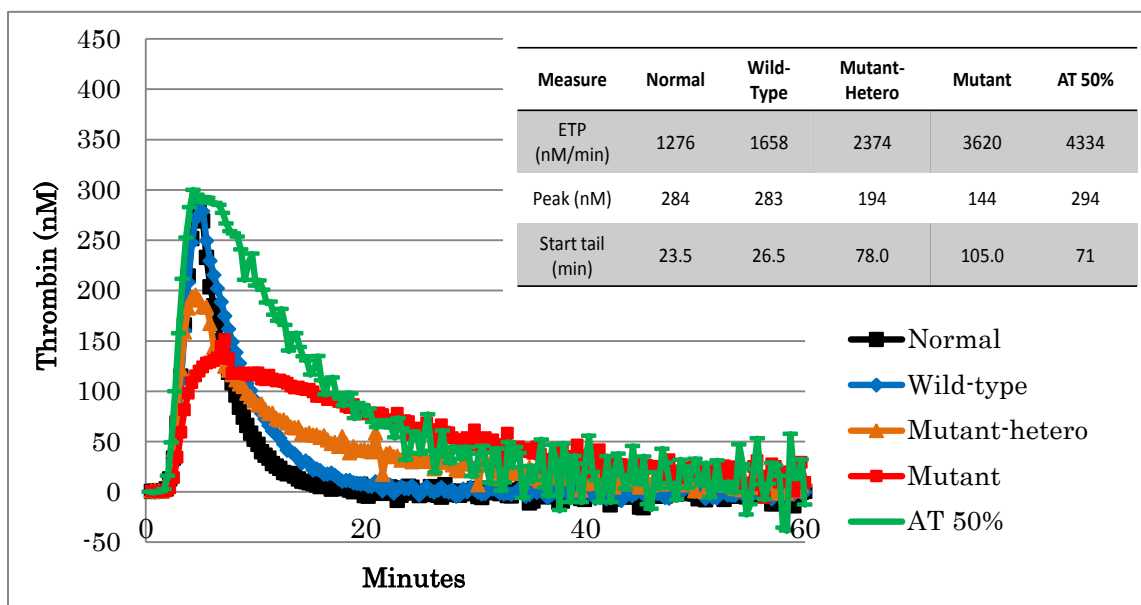 450
400
350
300
250
200
150
100
50
0
-50
Thrombin (nM)
0 20 40 60
Minutes
Measure Normal Wild- Mutant- Mutant AT 50%
Type Hetero
ETP 1276 1658 2374 3620 4334
(nM/min)
Peak (nM) 284 283 194 144 294
Start tail 23.5 26.5 78.0 105.0 71
(min)
Normal
Wild-type
Mutant-hetero
Mutant
AT 50%